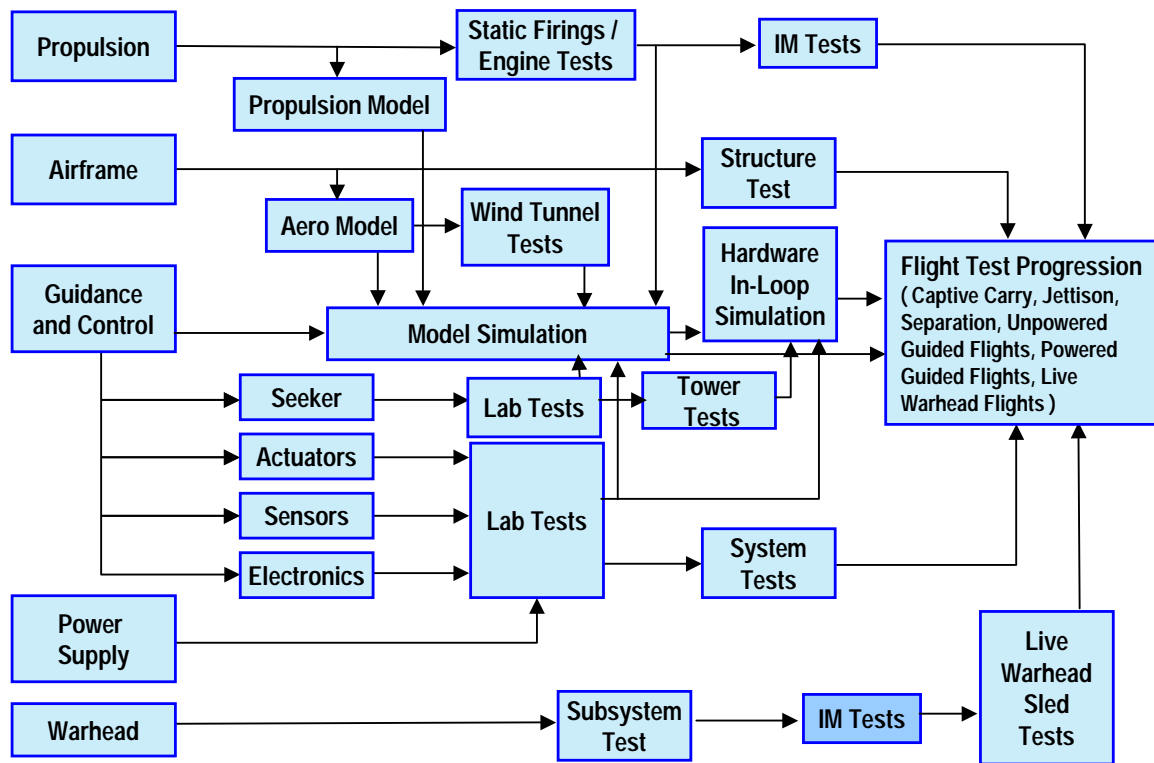 Propulsion
Static Firings /
Engine Tests
IM Tests
Propulsion Model
Airframe
Structure
Test
Aero Model
Wind Tunnel
Tests
Guidance
and Control
Model Simulation
Hardware
In-Loop
Simulation
Flight Test Progression
( Captive Carry, Jettison,
Separation, Unpowered
Guided Flights, Powered
Guided Flights, Live
Warhead Flights )
Seeker
Lab Tests
Tower
Tests
Actuators
Sensors
Electronics
Lab Tests
System
Tests
Power
Supply
Live
Warhead
Sled
Tests
Warhead
Subsystem
Test
IM Tests